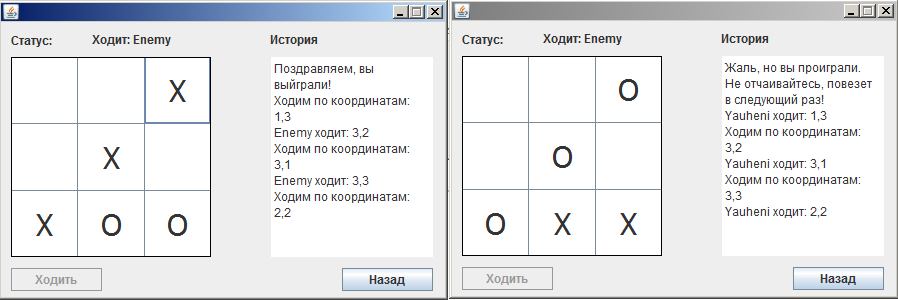 Статус:
Ходит: Enemy
История
X
X
X O O
Поздравляем, вы
выйграли!
Ходим по координатам:
1,3
Enemy ходит: 3,2
Ходим по координатам:
3,1
Enemy ходит: 3,3
Ходим по координатам:
2,2
Ходить
Назад
Статус:
Ходит: Enemy
История
O
O
O X X
Жаль, но вы проиграли.
Не отчаивайтесь, повезет
в следующий раз!
Yauheni ходит: 1,3
Ходим по координатам:
3,2
Yauheni ходит: 3,1
Ходим по координатам:
3,3
Yauheni ходит: 2,2
Ходить
Назад